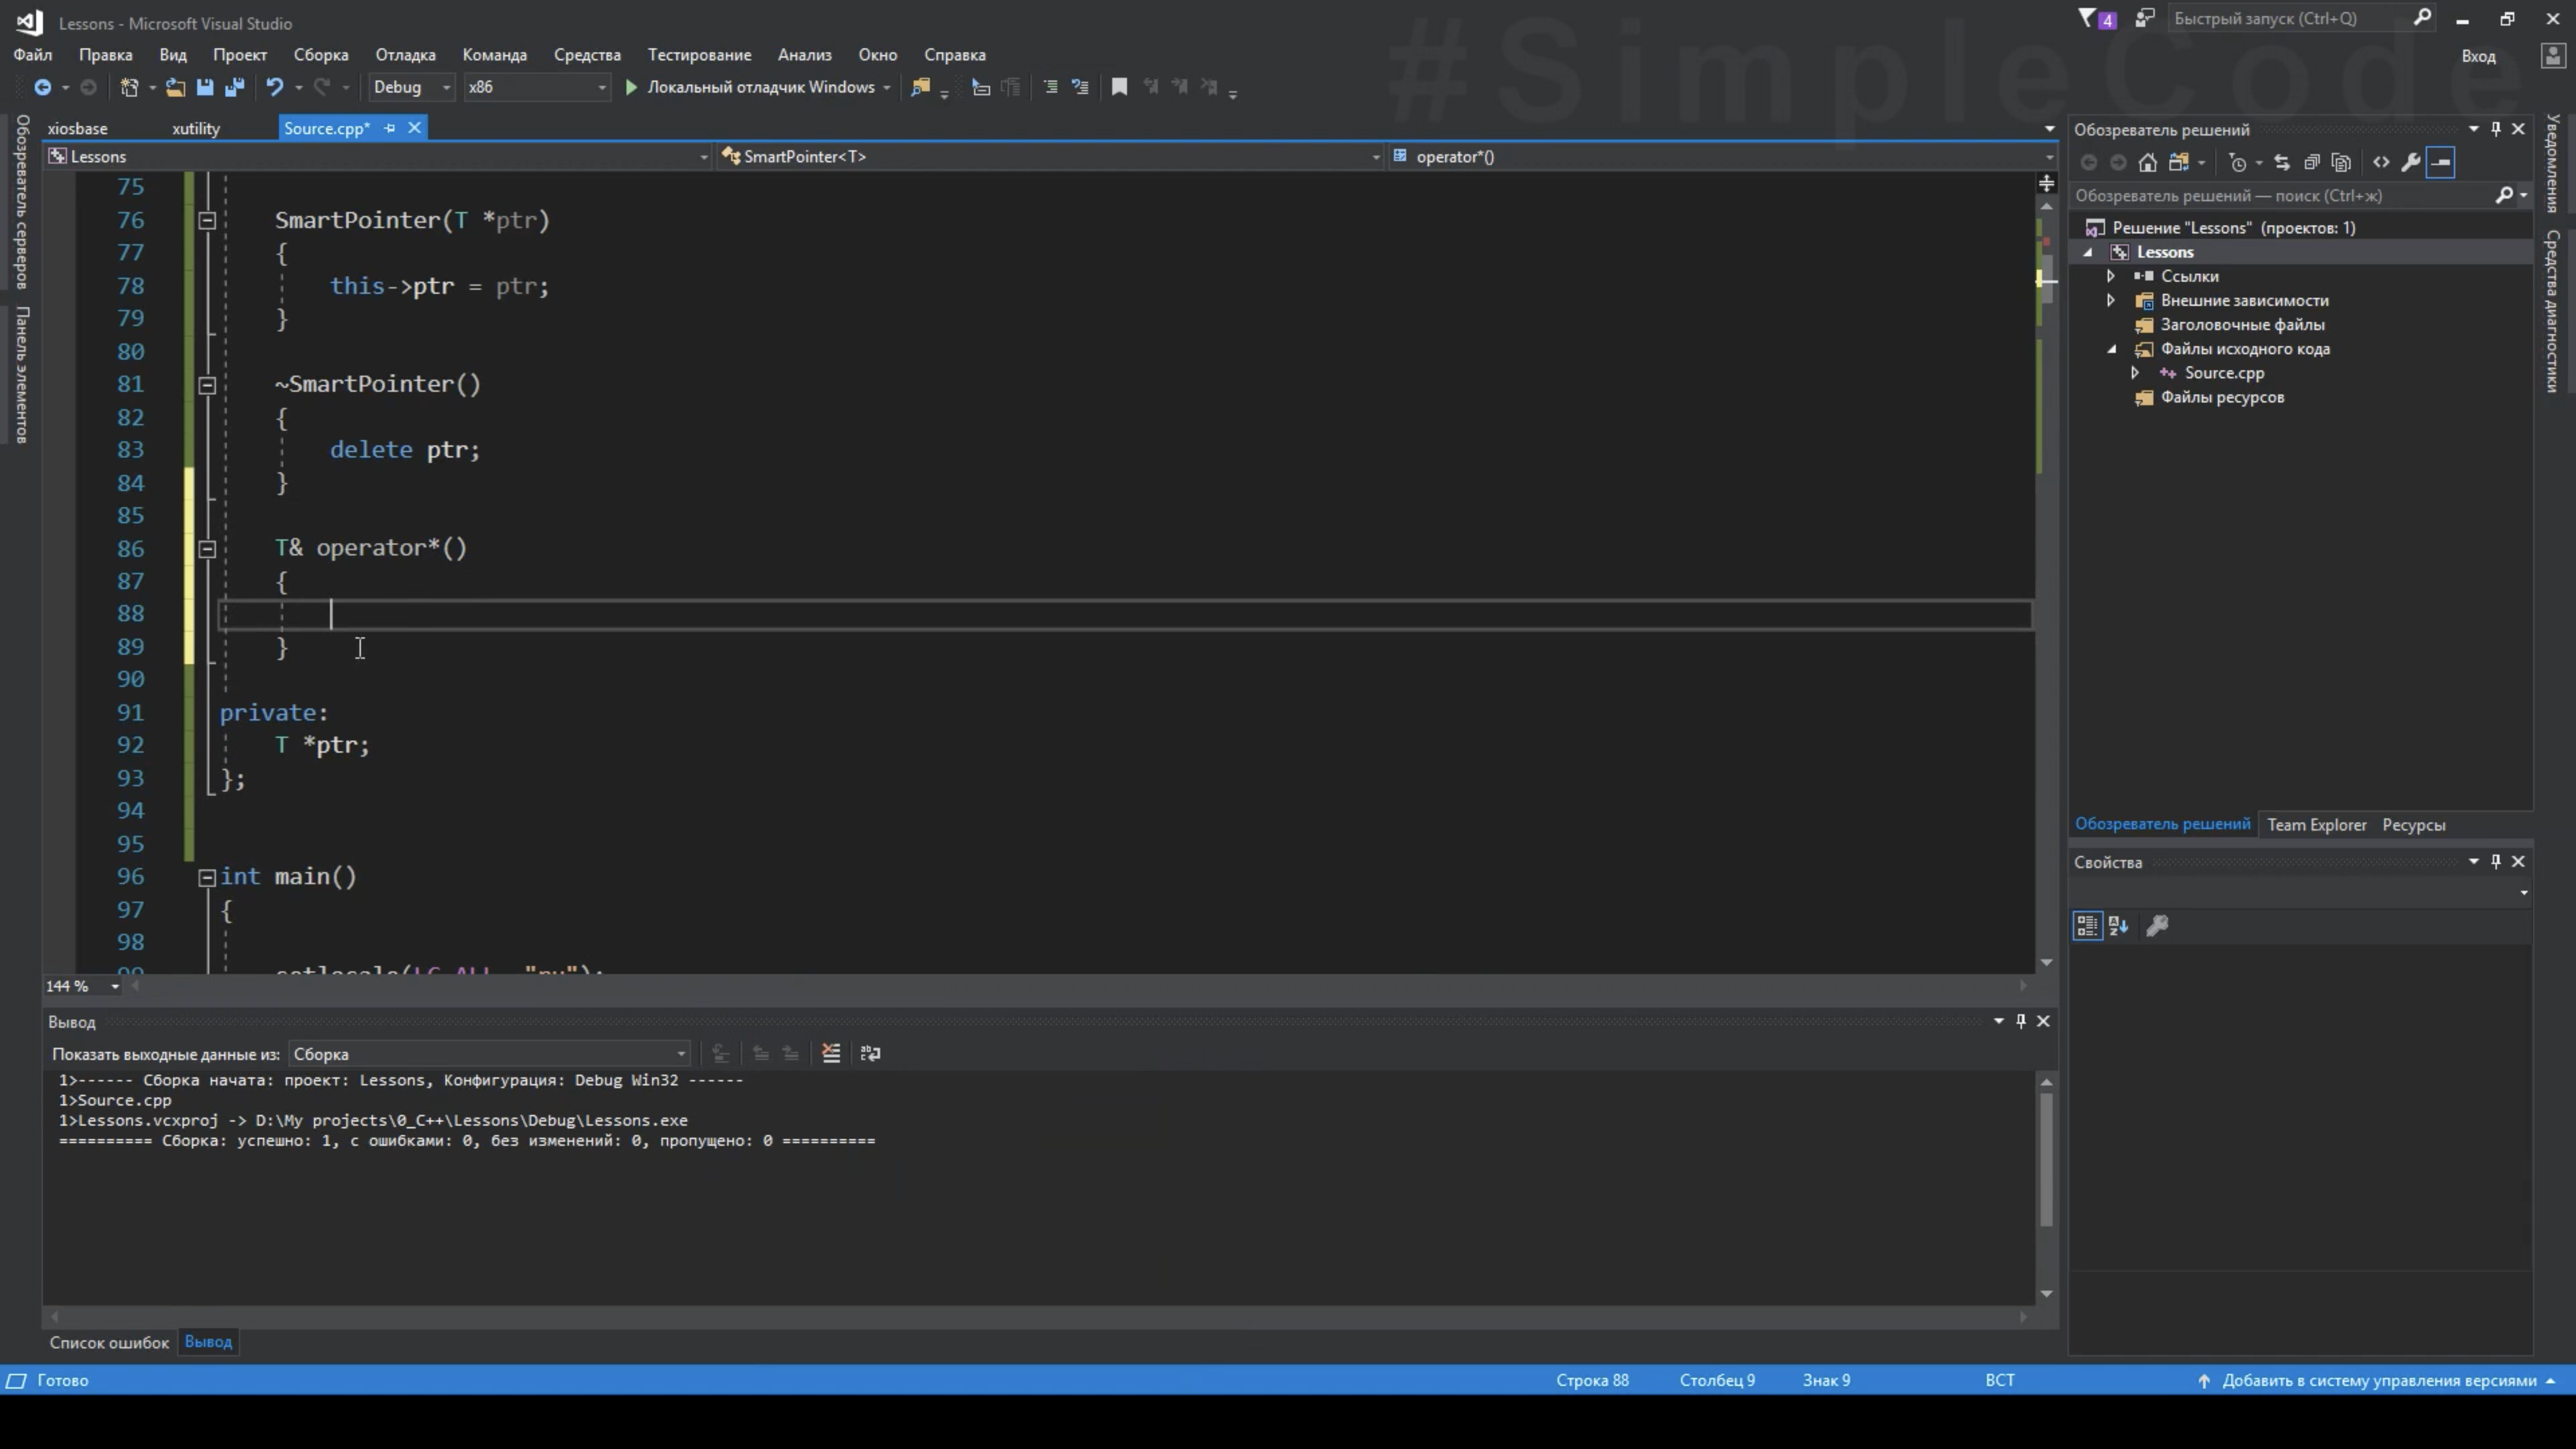 Lessons - Microsoft Visual Studio
4
Быстрый запуск (Ctrl+Q)
#SimpleCode
Файл Правка Вид Проект Сборка Отладка Команда Средства Тестирование Анализ Окно Справка
Вход
Debug x86 Локальный отладчик Windows
Обозреватель серверов
Панель элементов
xiosbase xutility Source.cpp*
Lessons SmartPointer<T> operator*()
75
76 SmartPointer(T *ptr)
77 {
78 this->ptr = ptr;
79 }
80
81 ~SmartPointer()
82 {
83 delete ptr;
84 }
85
86 T& operator*()
87 {
88
89 }
90
91 private:
92 T *ptr;
93 };
94
95
96 int main()
97 {
98
99 setlocale(LC_ALL, "ru");
144 %
Вывод
Показать выходные данные из: Сборка
1>------ Сборка начата: проект: Lessons, Конфигурация: Debug Win32 ------
1>Source.cpp
1>Lessons.vcxproj -> D:\My projects\0_C++\Lessons\Debug\Lessons.exe
========== Сборка: успешно: 1, с ошибками: 0, без изменений: 0, пропущено: 0 ==========
Список ошибок Вывод
Обозреватель решений
Обозреватель решений — поиск (Ctrl+ж)
Решение "Lessons" (проектов: 1)
Lessons
Ссылки
Внешние зависимости
Заголовочные файлы
Файлы исходного кода
Source.cpp
Файлы ресурсов
Обозреватель решений Team Explorer Ресурсы
Свойства
Уведомления
Средства диагностики
Готово Строка 88 Столбец 9 Знак 9 ВСТ Добавить в систему управления версиями